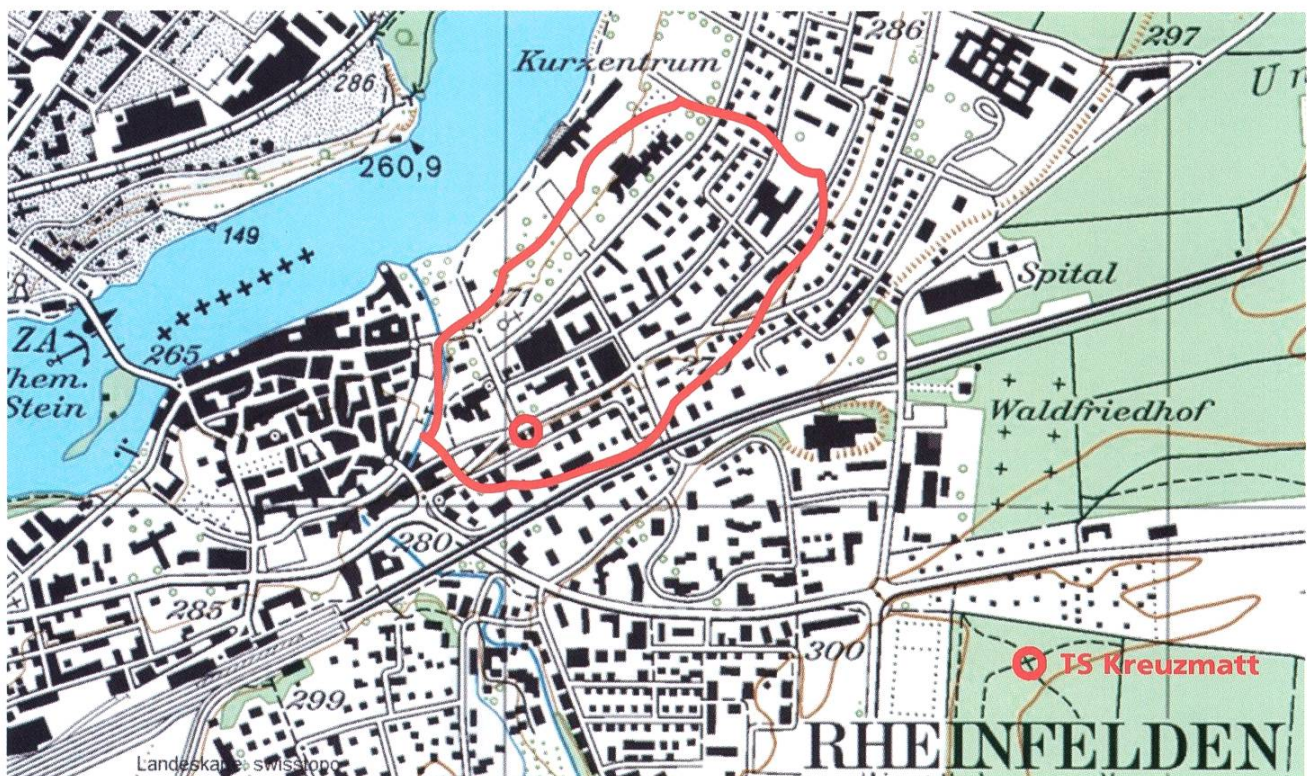 286
297
Kurzentrum
286
260,9
149
71
Spital
ZA
265
Stein
Waldfriedhof
280
285
300
TS Kreuzmatt
299
RHEINFELDEN
Landeskarte: swisstopo